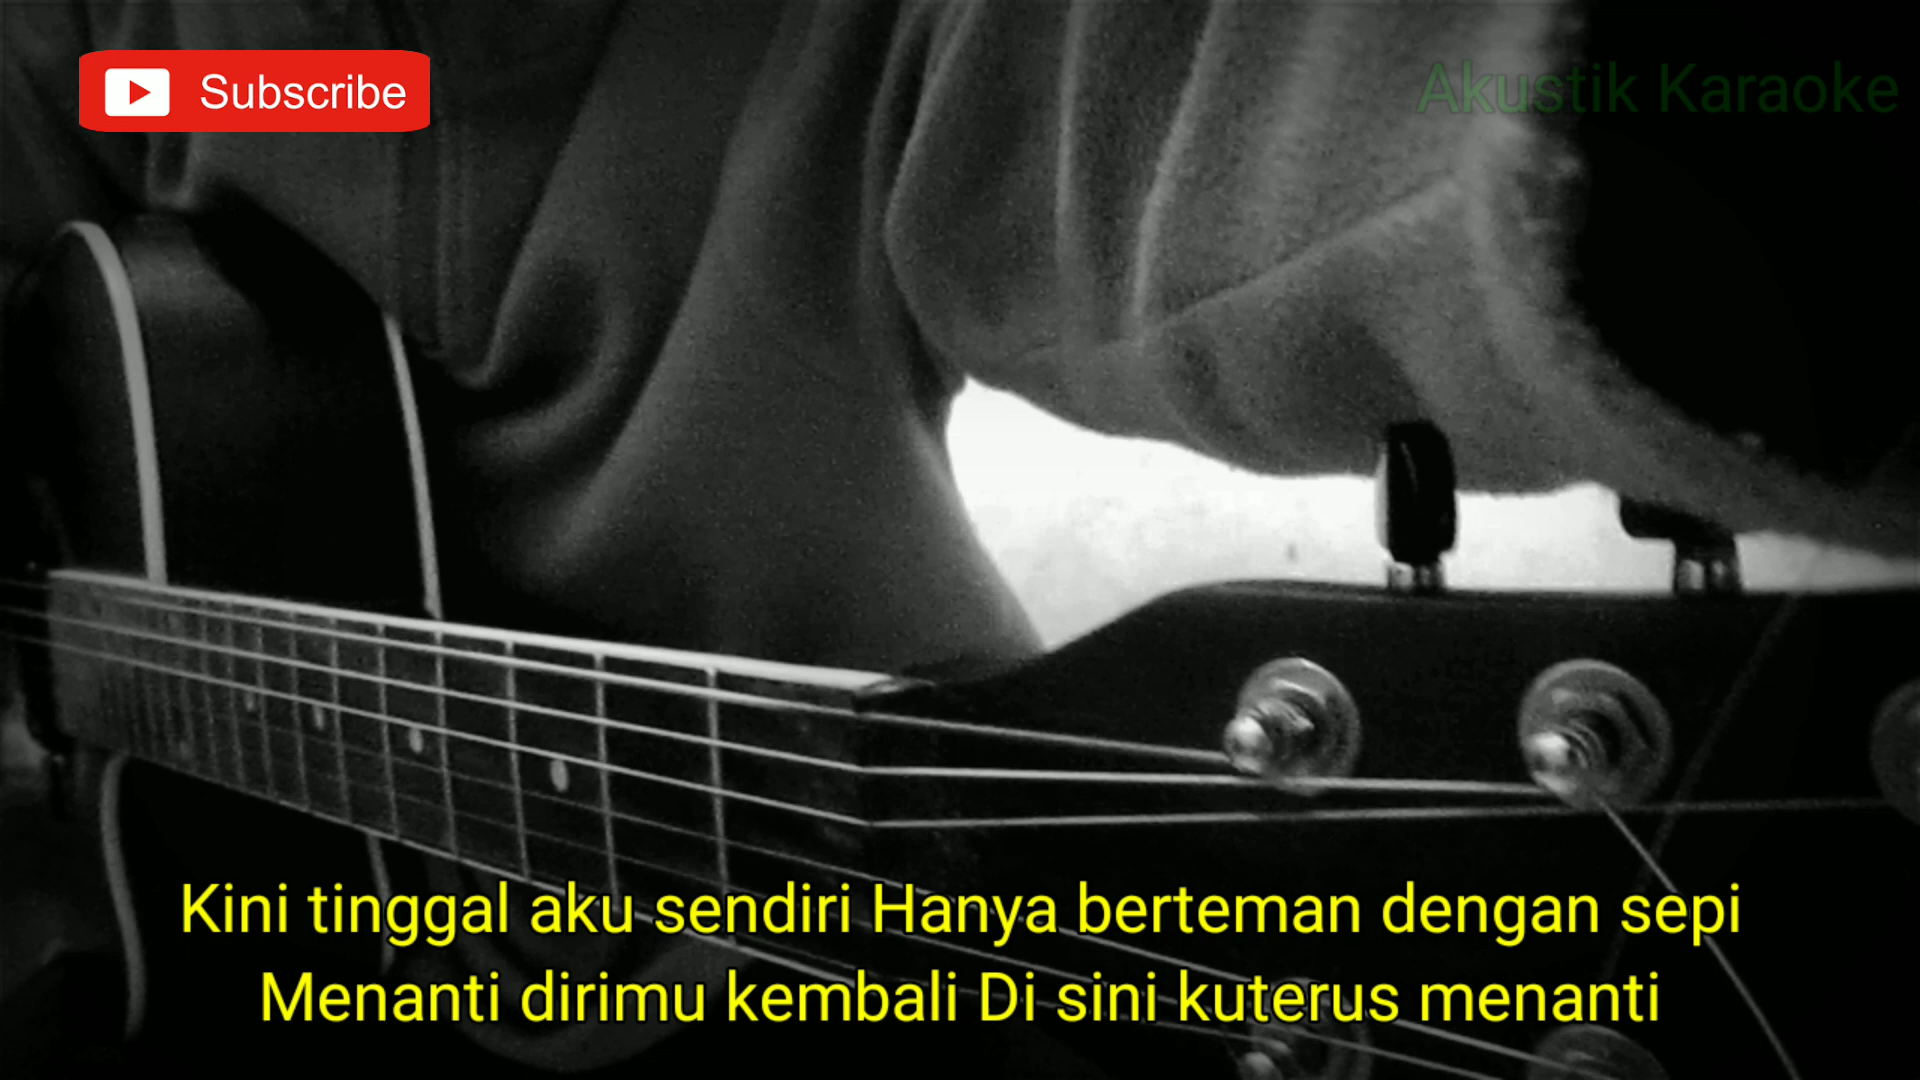 Subscribe
Akustik Karaoke
Kini tinggal aku sendiri Hanya berteman dengan sepi
Menanti dirimu kembali Di sini kuterus menanti